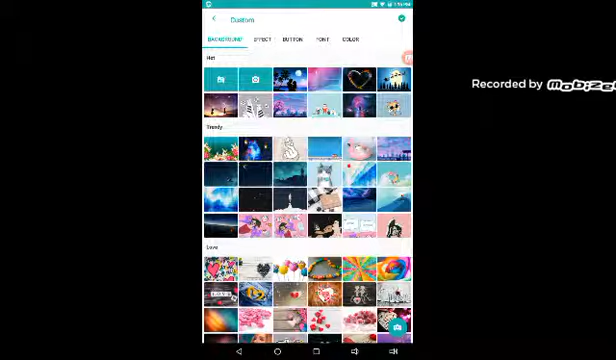 Custom
BACKGROUND EFFECT BUTTON FONT COLOR
Hot
Recorded by
Trendy
Love